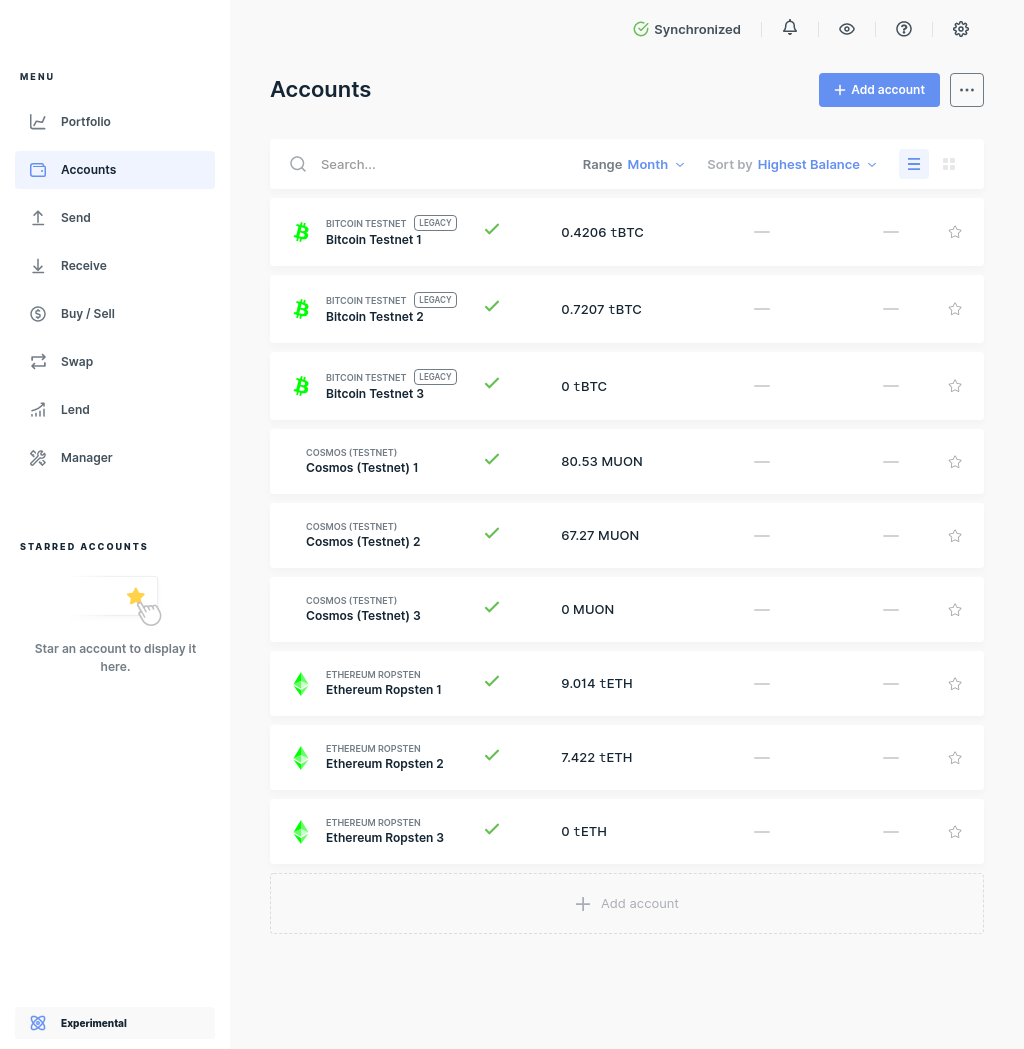 Synchronized
MENU
Portfolio
Accounts
Send
Receive
Buy / Sell
Swap
Lend
Manager
STARRED ACCOUNTS
Star an account to display it
here.
Experimental
Accounts
Add account
Search...
Range Month
Sort by Highest Balance
BITCOIN TESTNET LEGACY
Bitcoin Testnet 1
0.4206 tBTC
—
—
BITCOIN TESTNET LEGACY
Bitcoin Testnet 2
0.7207 tBTC
—
—
BITCOIN TESTNET LEGACY
Bitcoin Testnet 3
0 tBTC
—
—
COSMOS (TESTNET)
Cosmos (Testnet) 1
80.53 MUON
—
—
COSMOS (TESTNET)
Cosmos (Testnet) 2
67.27 MUON
—
—
COSMOS (TESTNET)
Cosmos (Testnet) 3
0 MUON
—
—
ETHEREUM ROPSTEN
Ethereum Ropsten 1
9.014 tETH
—
—
ETHEREUM ROPSTEN
Ethereum Ropsten 2
7.422 tETH
—
—
ETHEREUM ROPSTEN
Ethereum Ropsten 3
0 tETH
—
—
Add account